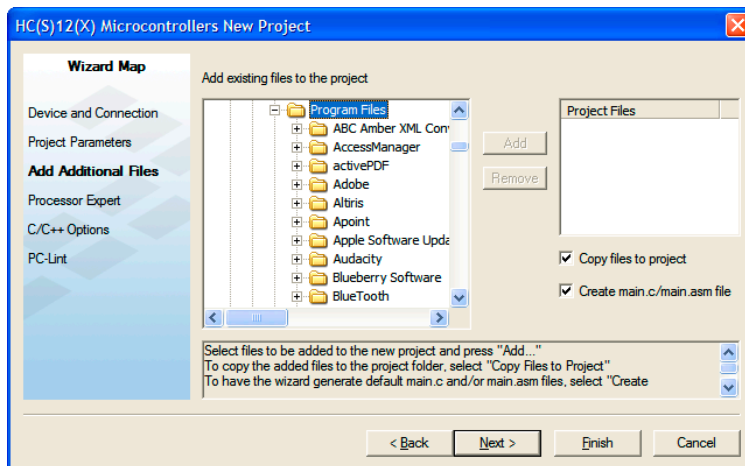 HC(S)12(X) Microcontrollers New Project
Wizard Map
Device and Connection
Project Parameters
Add Additional Files
Processor Expert
C/C++ Options
PC-Lint
Add existing files to the project
Program Files
ABC Amber XML Con
AccessManager
activePDF
Adobe
Altiris
Apoint
Apple Software Upda
Audacity
Blueberry Software
BlueTooth
Add
Remove
Project Files
Copy files to project
Create main.c/main.asm file
Select files to be added to the new project and press "Add..."
To copy the added files to the project folder, select "Copy Files to Project"
To have the wizard generate default main.c and/or main.asm files, select "Create
< Back
Next >
Finish
Cancel